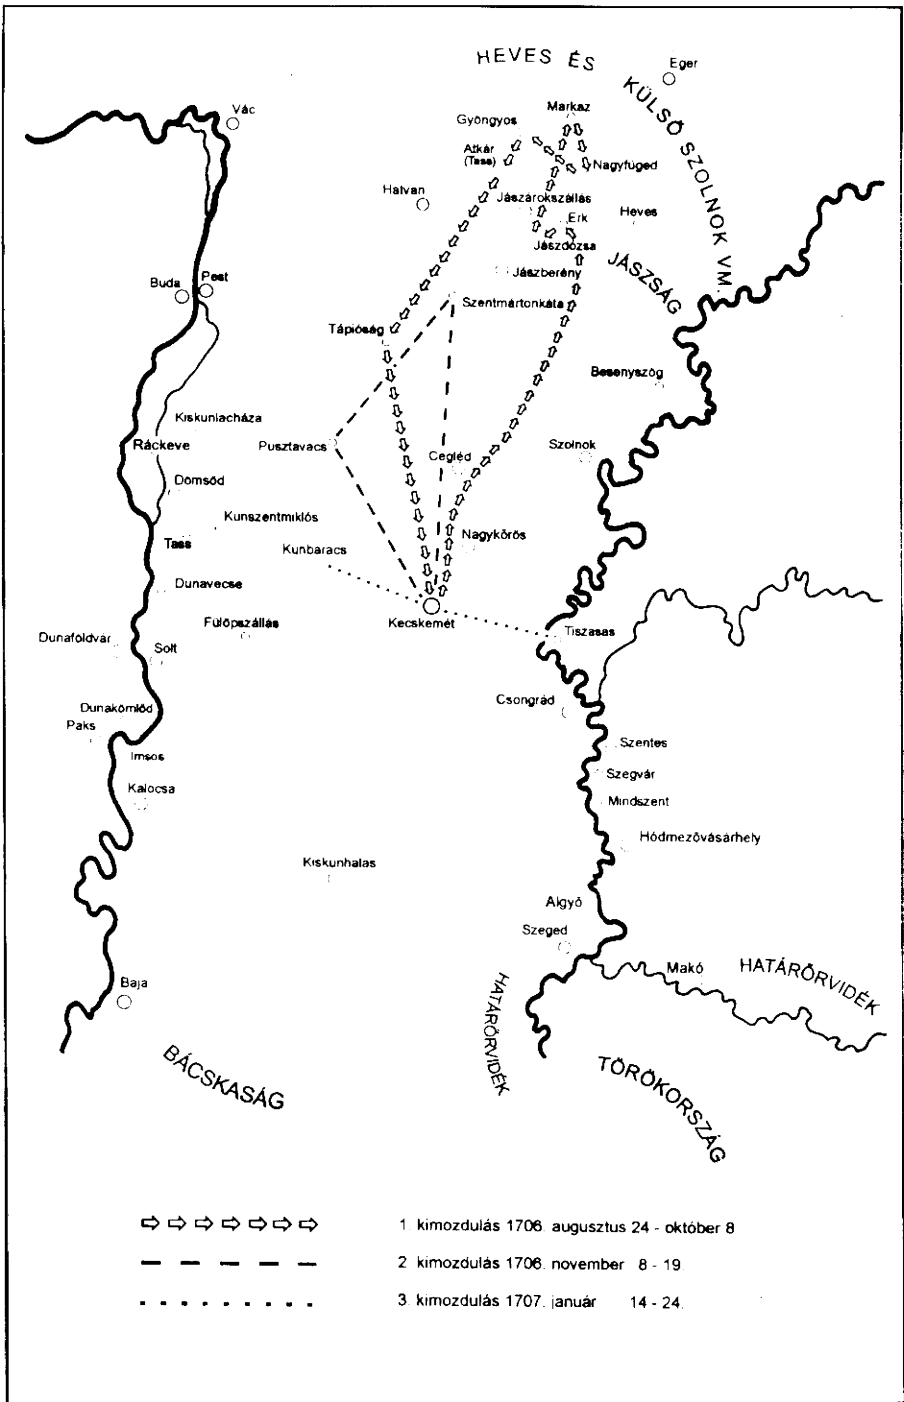 HEVES ÉS
KÜLSŐ SZOLNOK VM.
Eger
Vác
Markaz
Gyöngyos
Atkár
(Tass)
Nagyfüged
Hatvan
Jászárokszállás
Erk
Heves
Jászdózsa
JÁSZSÁG
Jászberény
Buda
Pest
Szentmártonkáta
Tápióság
Besenyszög
Kiskunlacháza
Ráckeve
Pusztavacs
Cegléd
Szolnok
Dömsöd
Kunszentmiklós
Tass
Kunbaracs
Nagykőrös
Dunavecse
Kecskemét
Fülöpszállás
Tiszasas
Dunaföldvár
Solt
Csongrád
Dunakömlőd
Paks
Imsos
Szentes
Szegvár
Kalocsa
Mindszent
Hódmezővásárhely
Kiskunhalas
Algyő
Szeged
Makó
HATÁRŐRVIDÉK
Baja
HATÁRŐRVIDÉK
BÁCSKASÁG
TÖRÖKORSZÁG
1 kimozdulás 1706. augusztus 24 - október 8
2 kimozdulás 1706. november 8 - 19
3. kimozdulás 1707. január 14 - 24.